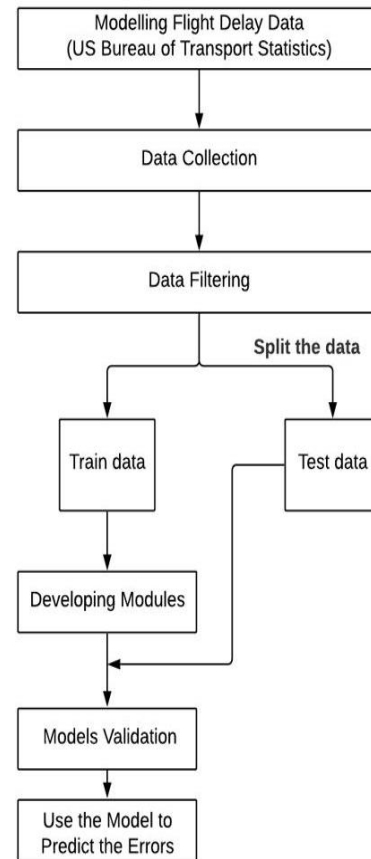 Modelling Flight Delay Data
(US Bureau of Transport Statistics)
Data Collection
Data Filtering
Split the data
Train data
Test data
Developing Modules
Models Validation
Use the Model to
Predict the Errors